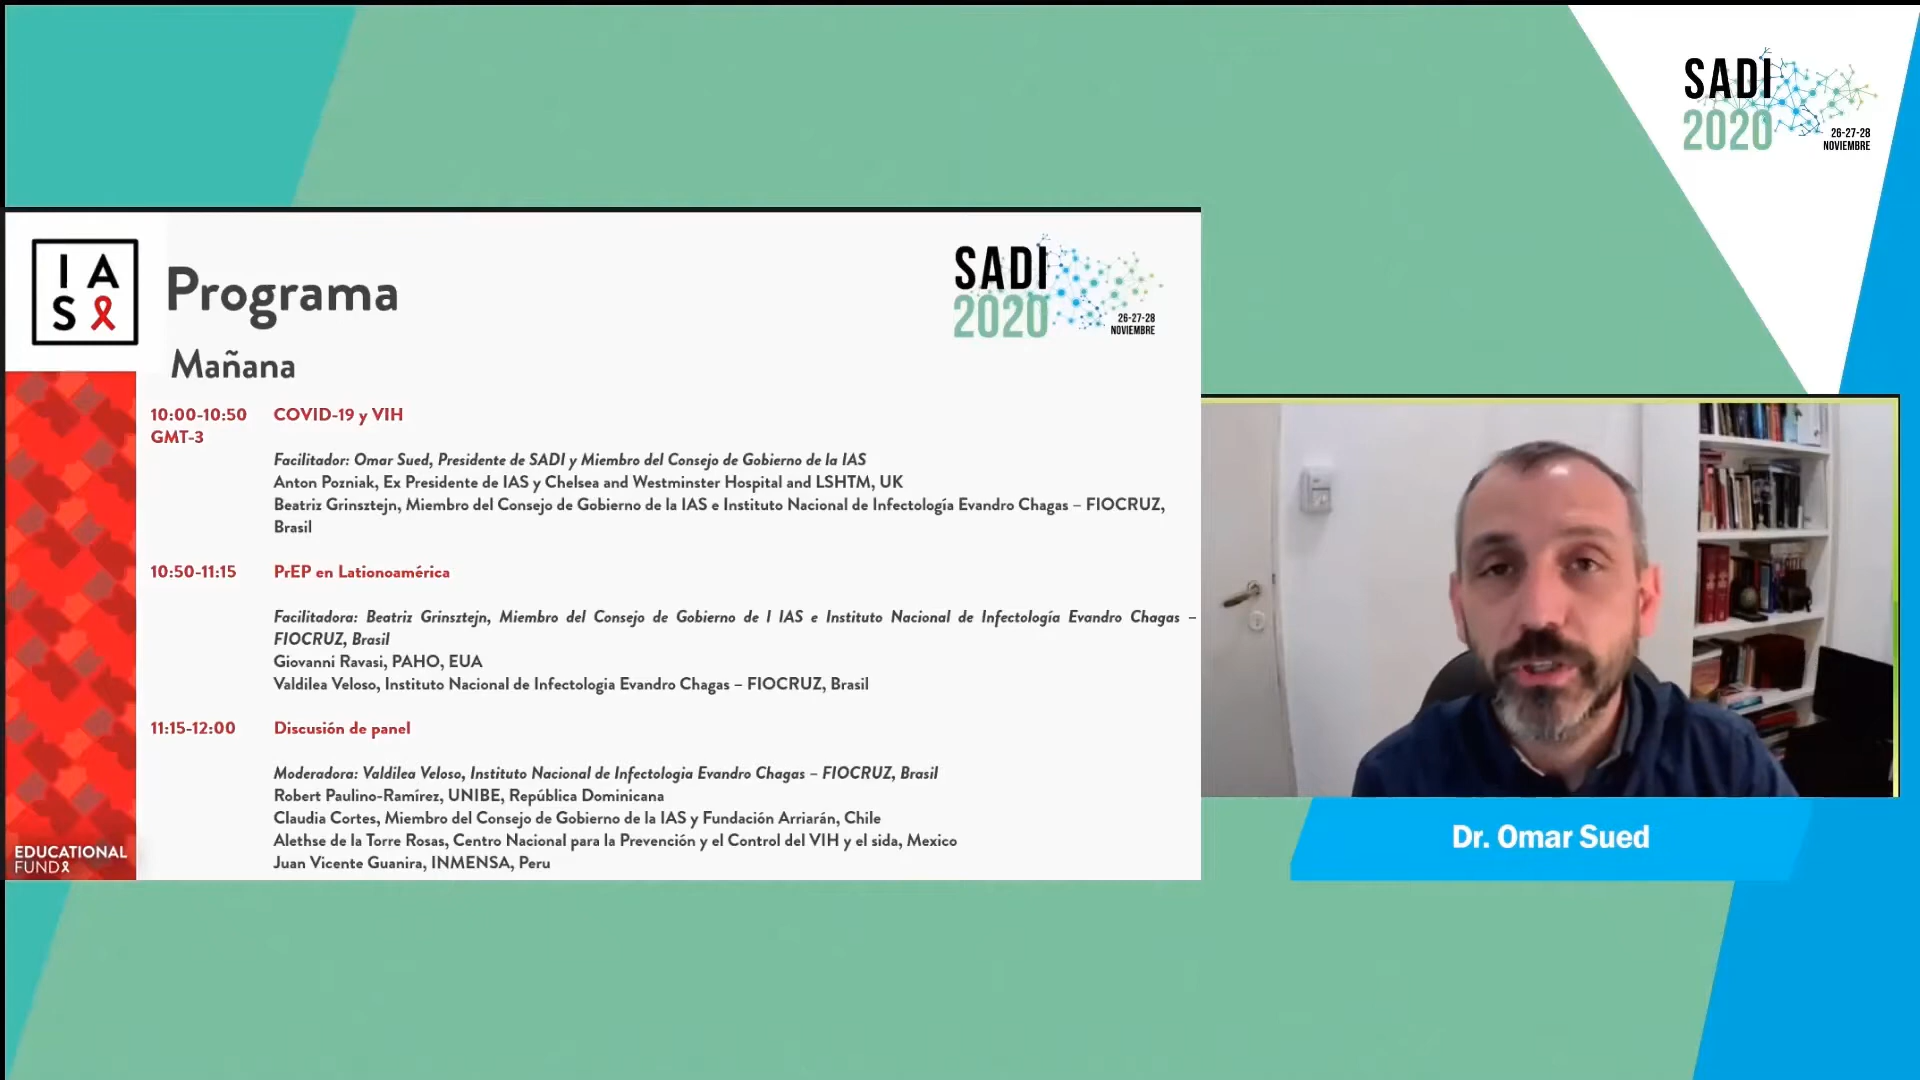 SADI
2020
26-27-28
NOVIEMBRE
I A
S
Programa
SADI
2020
26-27-28
NOVIEMBRE
Mañana
10:00-10:50 COVID-19 y VIH
GMT-3
Facilitador: Omar Sued, Presidente de SADI y Miembro del Consejo de Gobierno de la IAS
Anton Pozniak, Ex Presidente de IAS y Chelsea and Westminster Hospital and LSHTM, UK
Beatriz Grinsztejn, Miembro del Consejo de Gobierno de la IAS e Instituto Nacional de Infectología Evandro Chagas – FIOCRUZ,
Brasil
10:50-11:15 PrEP en Lationoamérica
Facilitadora: Beatriz Grinsztejn, Miembro del Consejo de Gobierno de I IAS e Instituto Nacional de Infectología Evandro Chagas –
FIOCRUZ, Brasil
Giovanni Ravasi, PAHO, EUA
Valdilea Veloso, Instituto Nacional de Infectologia Evandro Chagas – FIOCRUZ, Brasil
11:15-12:00 Discusión de panel
Moderadora: Valdilea Veloso, Instituto Nacional de Infectologia Evandro Chagas – FIOCRUZ, Brasil
Robert Paulino-Ramírez, UNIBE, República Dominicana
Claudia Cortes, Miembro del Consejo de Gobierno de la IAS y Fundación Arriarán, Chile
Alethse de la Torre Rosas, Centro Nacional para la Prevención y el Control del VIH y el sida, Mexico
Juan Vicente Guanira, INMENSA, Peru
EDUCATIONAL
FUND
Dr. Omar Sued